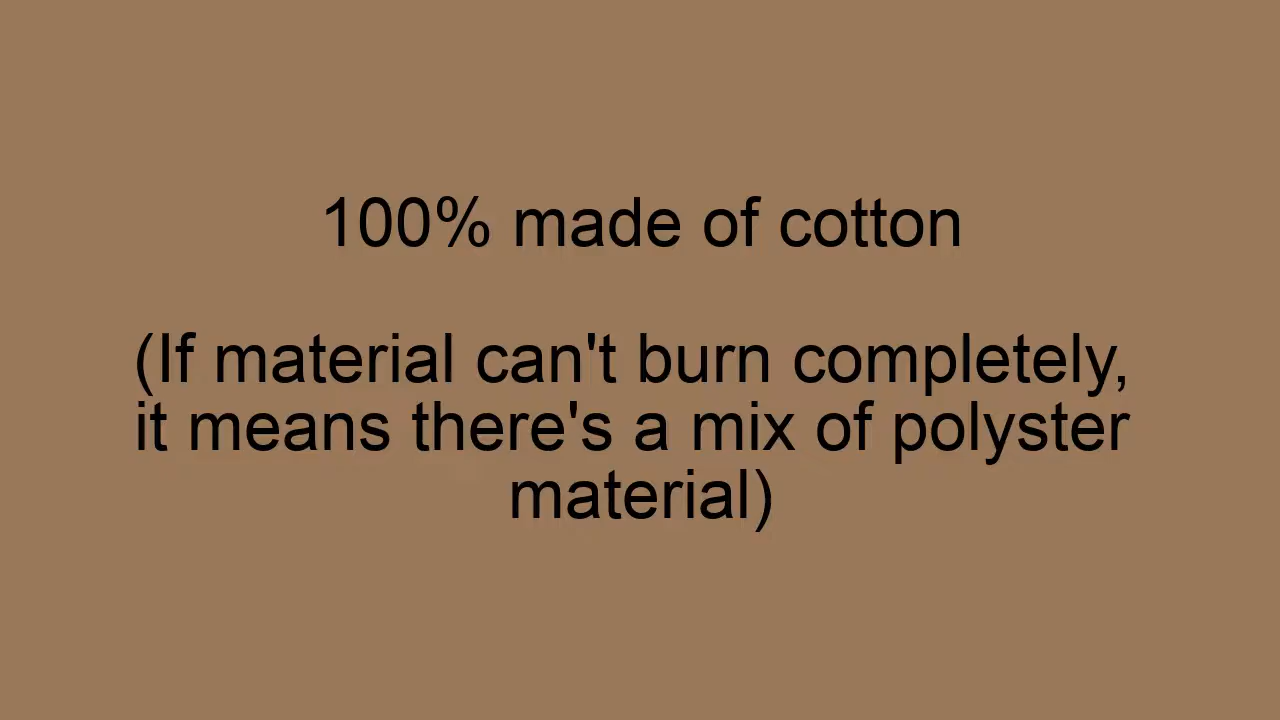 100% made of cotton
(If material can't burn completely,
it means there's a mix of polyster
material)